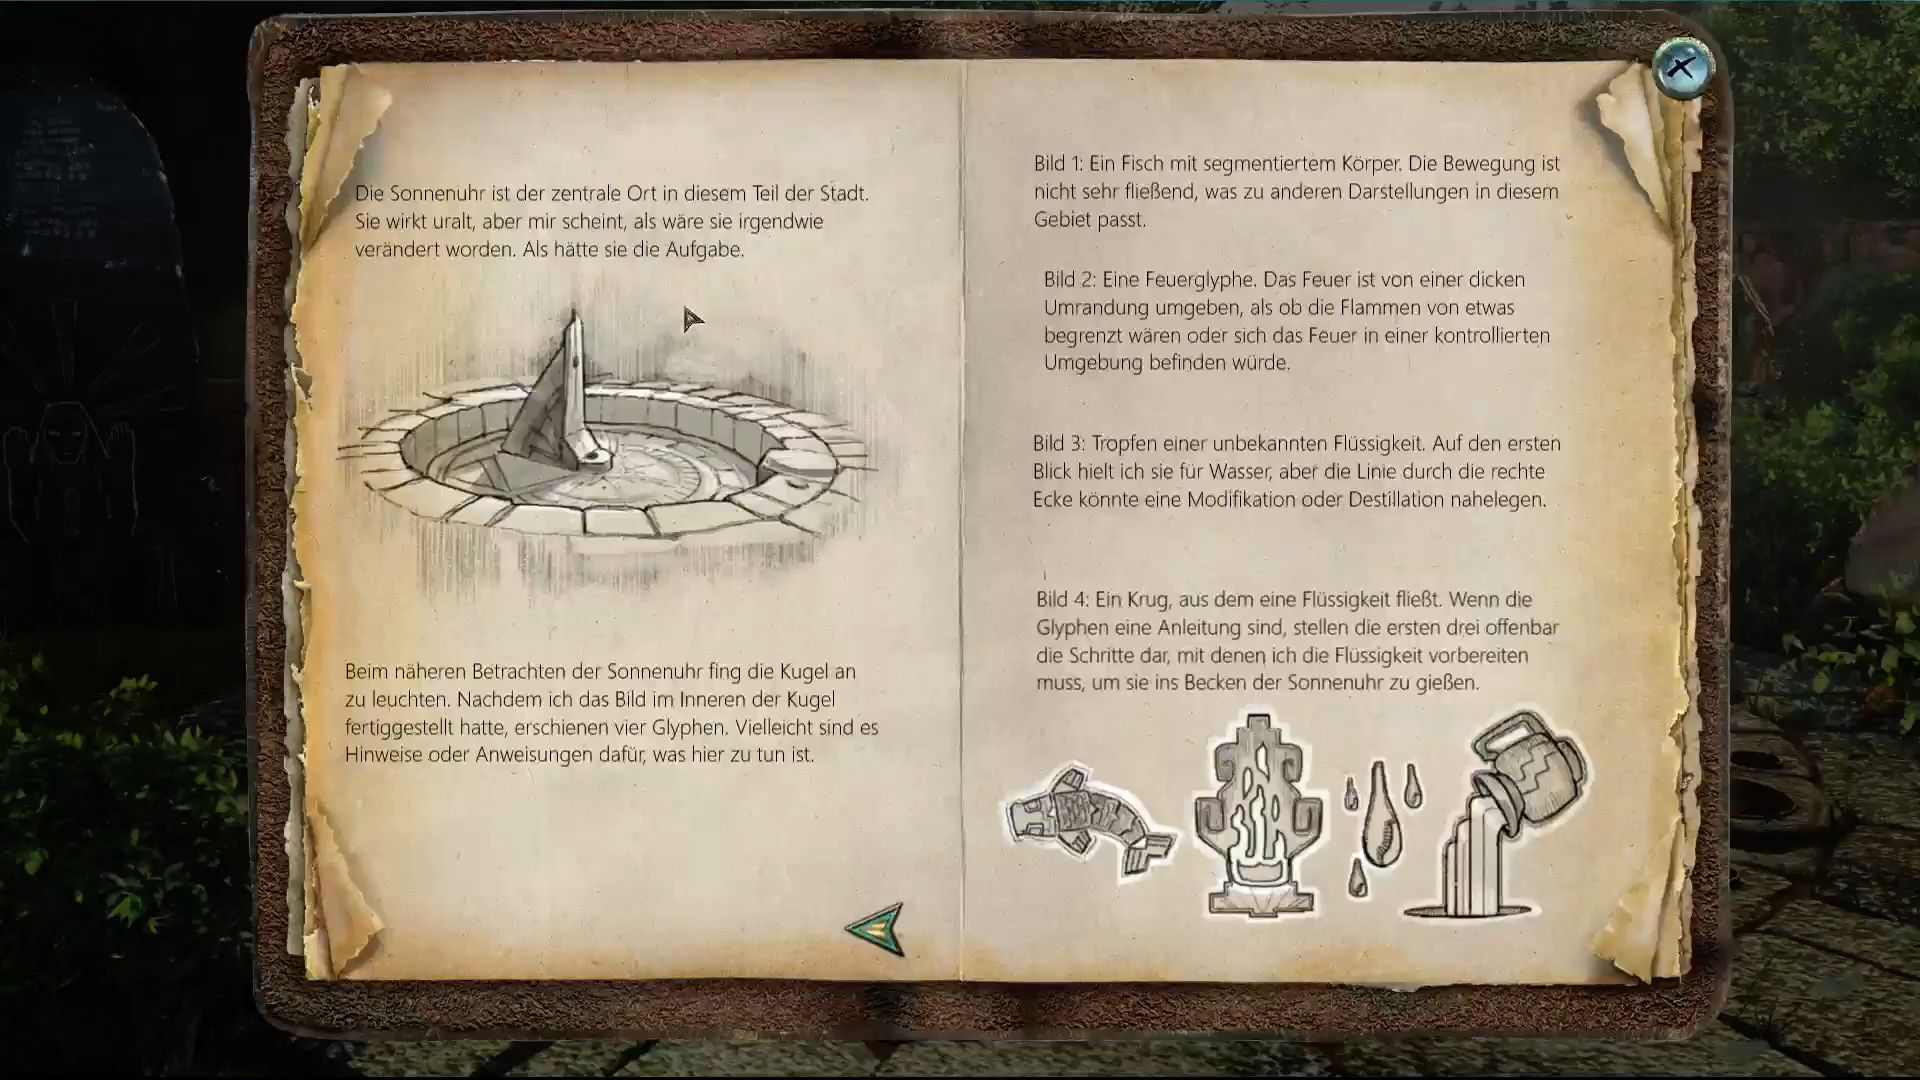 Die Sonnenuhr ist der zentrale Ort in diesem Teil der Stadt.
Sie wirkt uralt, aber mir scheint, als wäre sie irgendwie
verändert worden. Als hätte sie die Aufgabe.
Beim näheren Betrachten der Sonnenuhr fing die Kugel an
zu leuchten. Nachdem ich das Bild im Inneren der Kugel
fertiggestellt hatte, erschienen vier Glyphen. Vielleicht sind es
Hinweise oder Anweisungen dafür, was hier zu tun ist.
Bild 1: Ein Fisch mit segmentiertem Körper. Die Bewegung ist
nicht sehr fließend, was zu anderen Darstellungen in diesem
Gebiet passt.
Bild 2: Eine Feuerglyphe. Das Feuer ist von einer dicken
Umrandung umgeben, als ob die Flammen von etwas
begrenzt wären oder sich das Feuer in einer kontrollierten
Umgebung befinden würde.
Bild 3: Tropfen einer unbekannten Flüssigkeit. Auf den ersten
Blick hielt ich sie für Wasser, aber die Linie durch die rechte
Ecke könnte eine Modifikation oder Destillation nahelegen.
Bild 4: Ein Krug, aus dem eine Flüssigkeit fließt. Wenn die
Glyphen eine Anleitung sind, stellen die ersten drei offenbar
die Schritte dar, mit denen ich die Flüssigkeit vorbereiten
muss, um sie ins Becken der Sonnenuhr zu gießen.